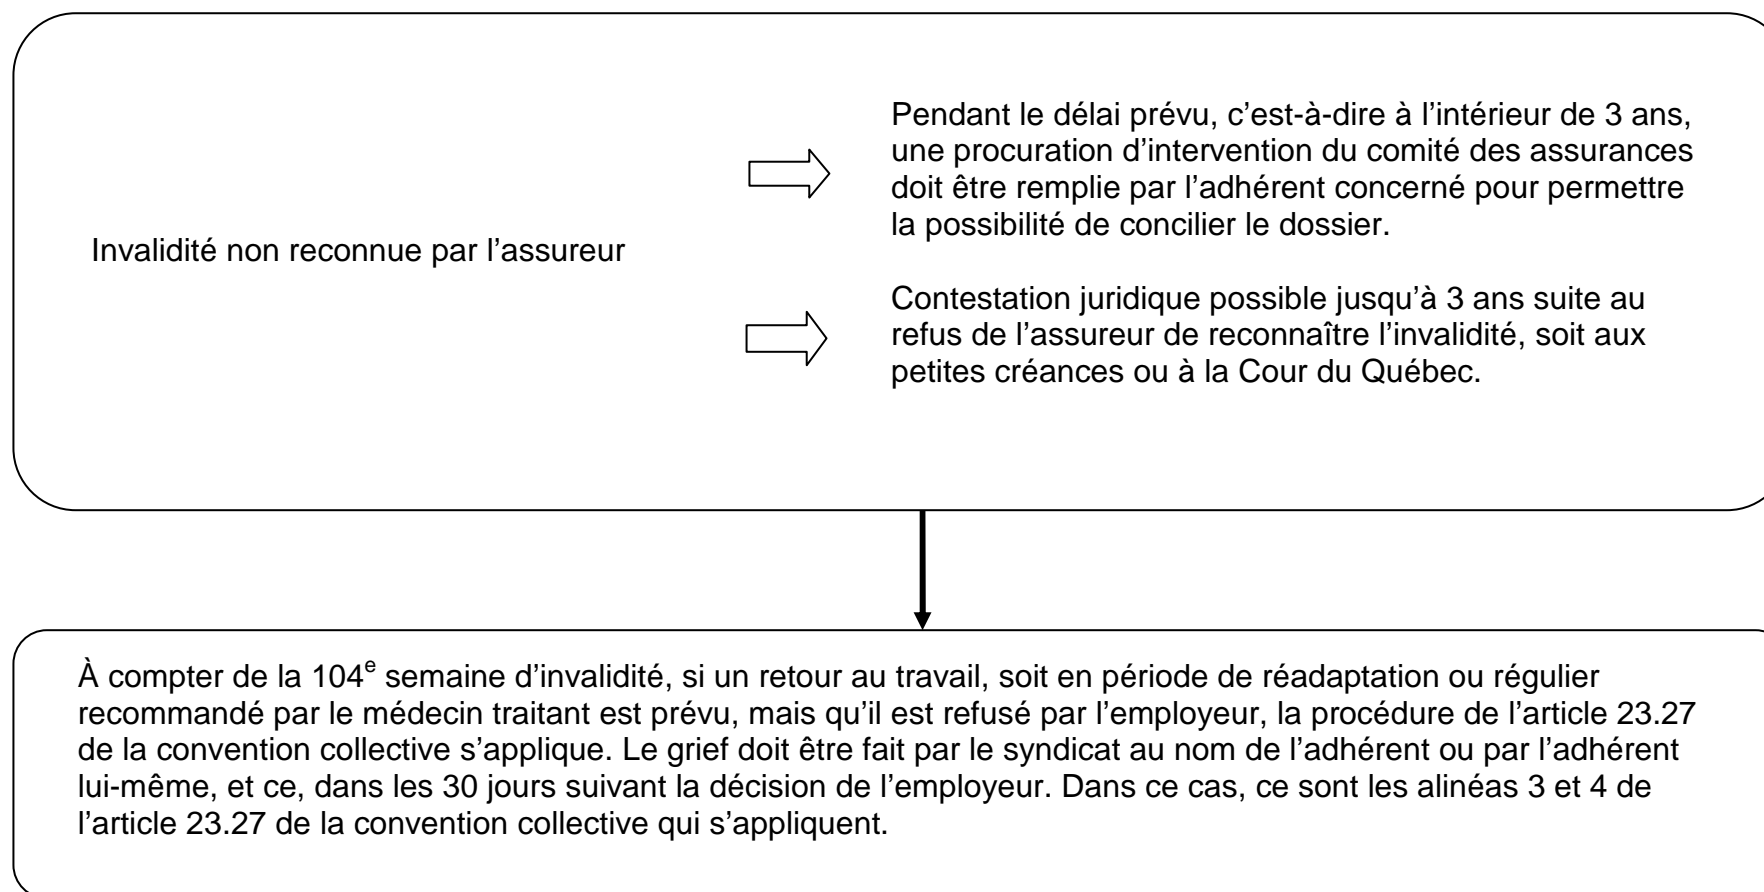 Pendant le délai prévu, c’est-à-dire à l’intérieur de 3 ans,
une procuration d’intervention du comité des assurances
doit être remplie par l’adhérent concerné pour permettre
la possibilité de concilier le dossier.
Invalidité non reconnue par l’assureur
Contestation juridique possible jusqu’à 3 ans suite au
refus de l’assureur de reconnaître l’invalidité, soit aux
petites créances ou à la Cour du Québec.
À compter de la 104e semaine d’invalidité, si un retour au travail, soit en période de réadaptation ou régulier
recommandé par le médecin traitant est prévu, mais qu’il est refusé par l’employeur, la procédure de l’article 23.27
de la convention collective s’applique. Le grief doit être fait par le syndicat au nom de l’adhérent ou par l’adhérent
lui-même, et ce, dans les 30 jours suivant la décision de l’employeur. Dans ce cas, ce sont les alinéas 3 et 4 de
l’article 23.27 de la convention collective qui s’appliquent.